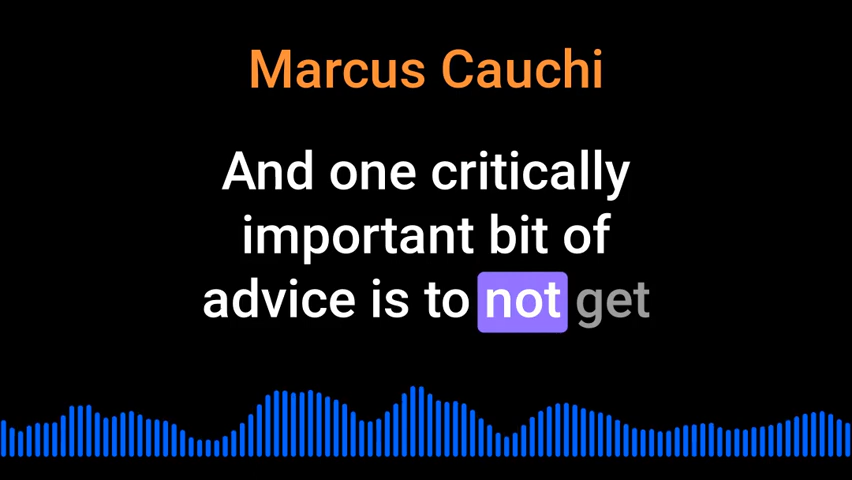 Marcus Cauchi
And one critically
important bit of
advice is to not get